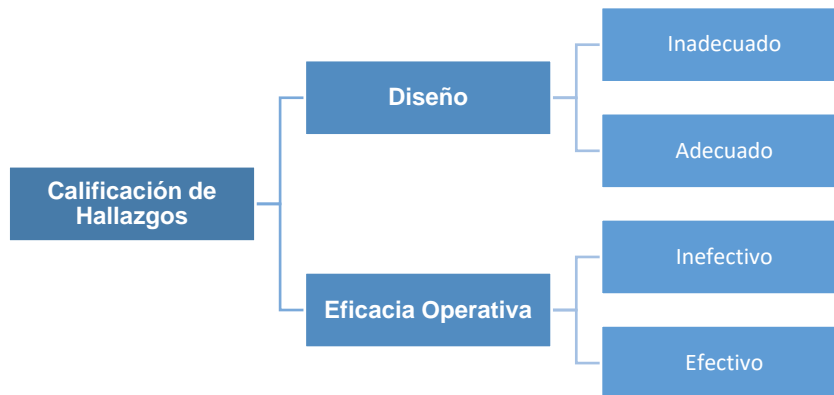 Calificación de
Hallazgos
Diseño
Inadecuado
Adecuado
Eficacia Operativa
Inefectivo
Efectivo